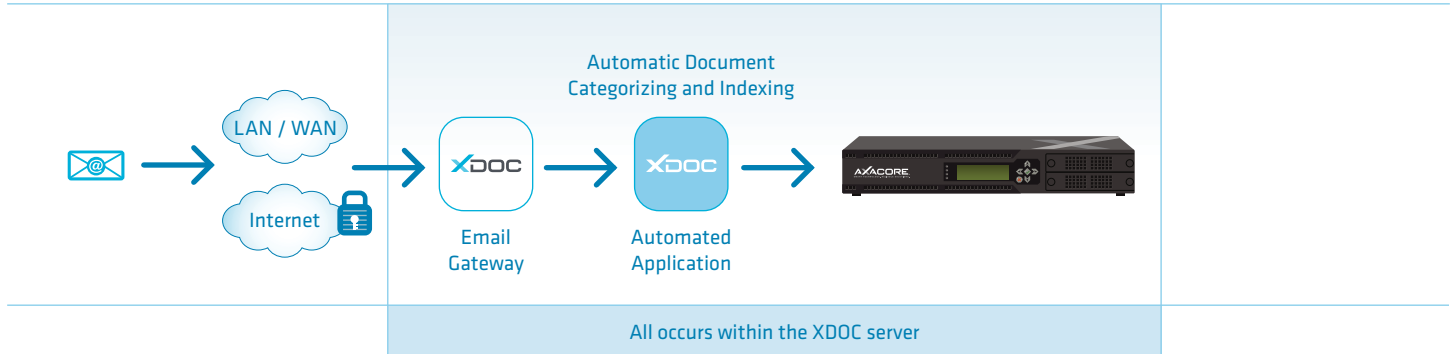 Automatic Document
Categorizing and Indexing
LAN / WAN
@
XDOC
XDOC
AXACORE
Internet
Email
Gateway
Automated
Application
All occurs within the XDOC server